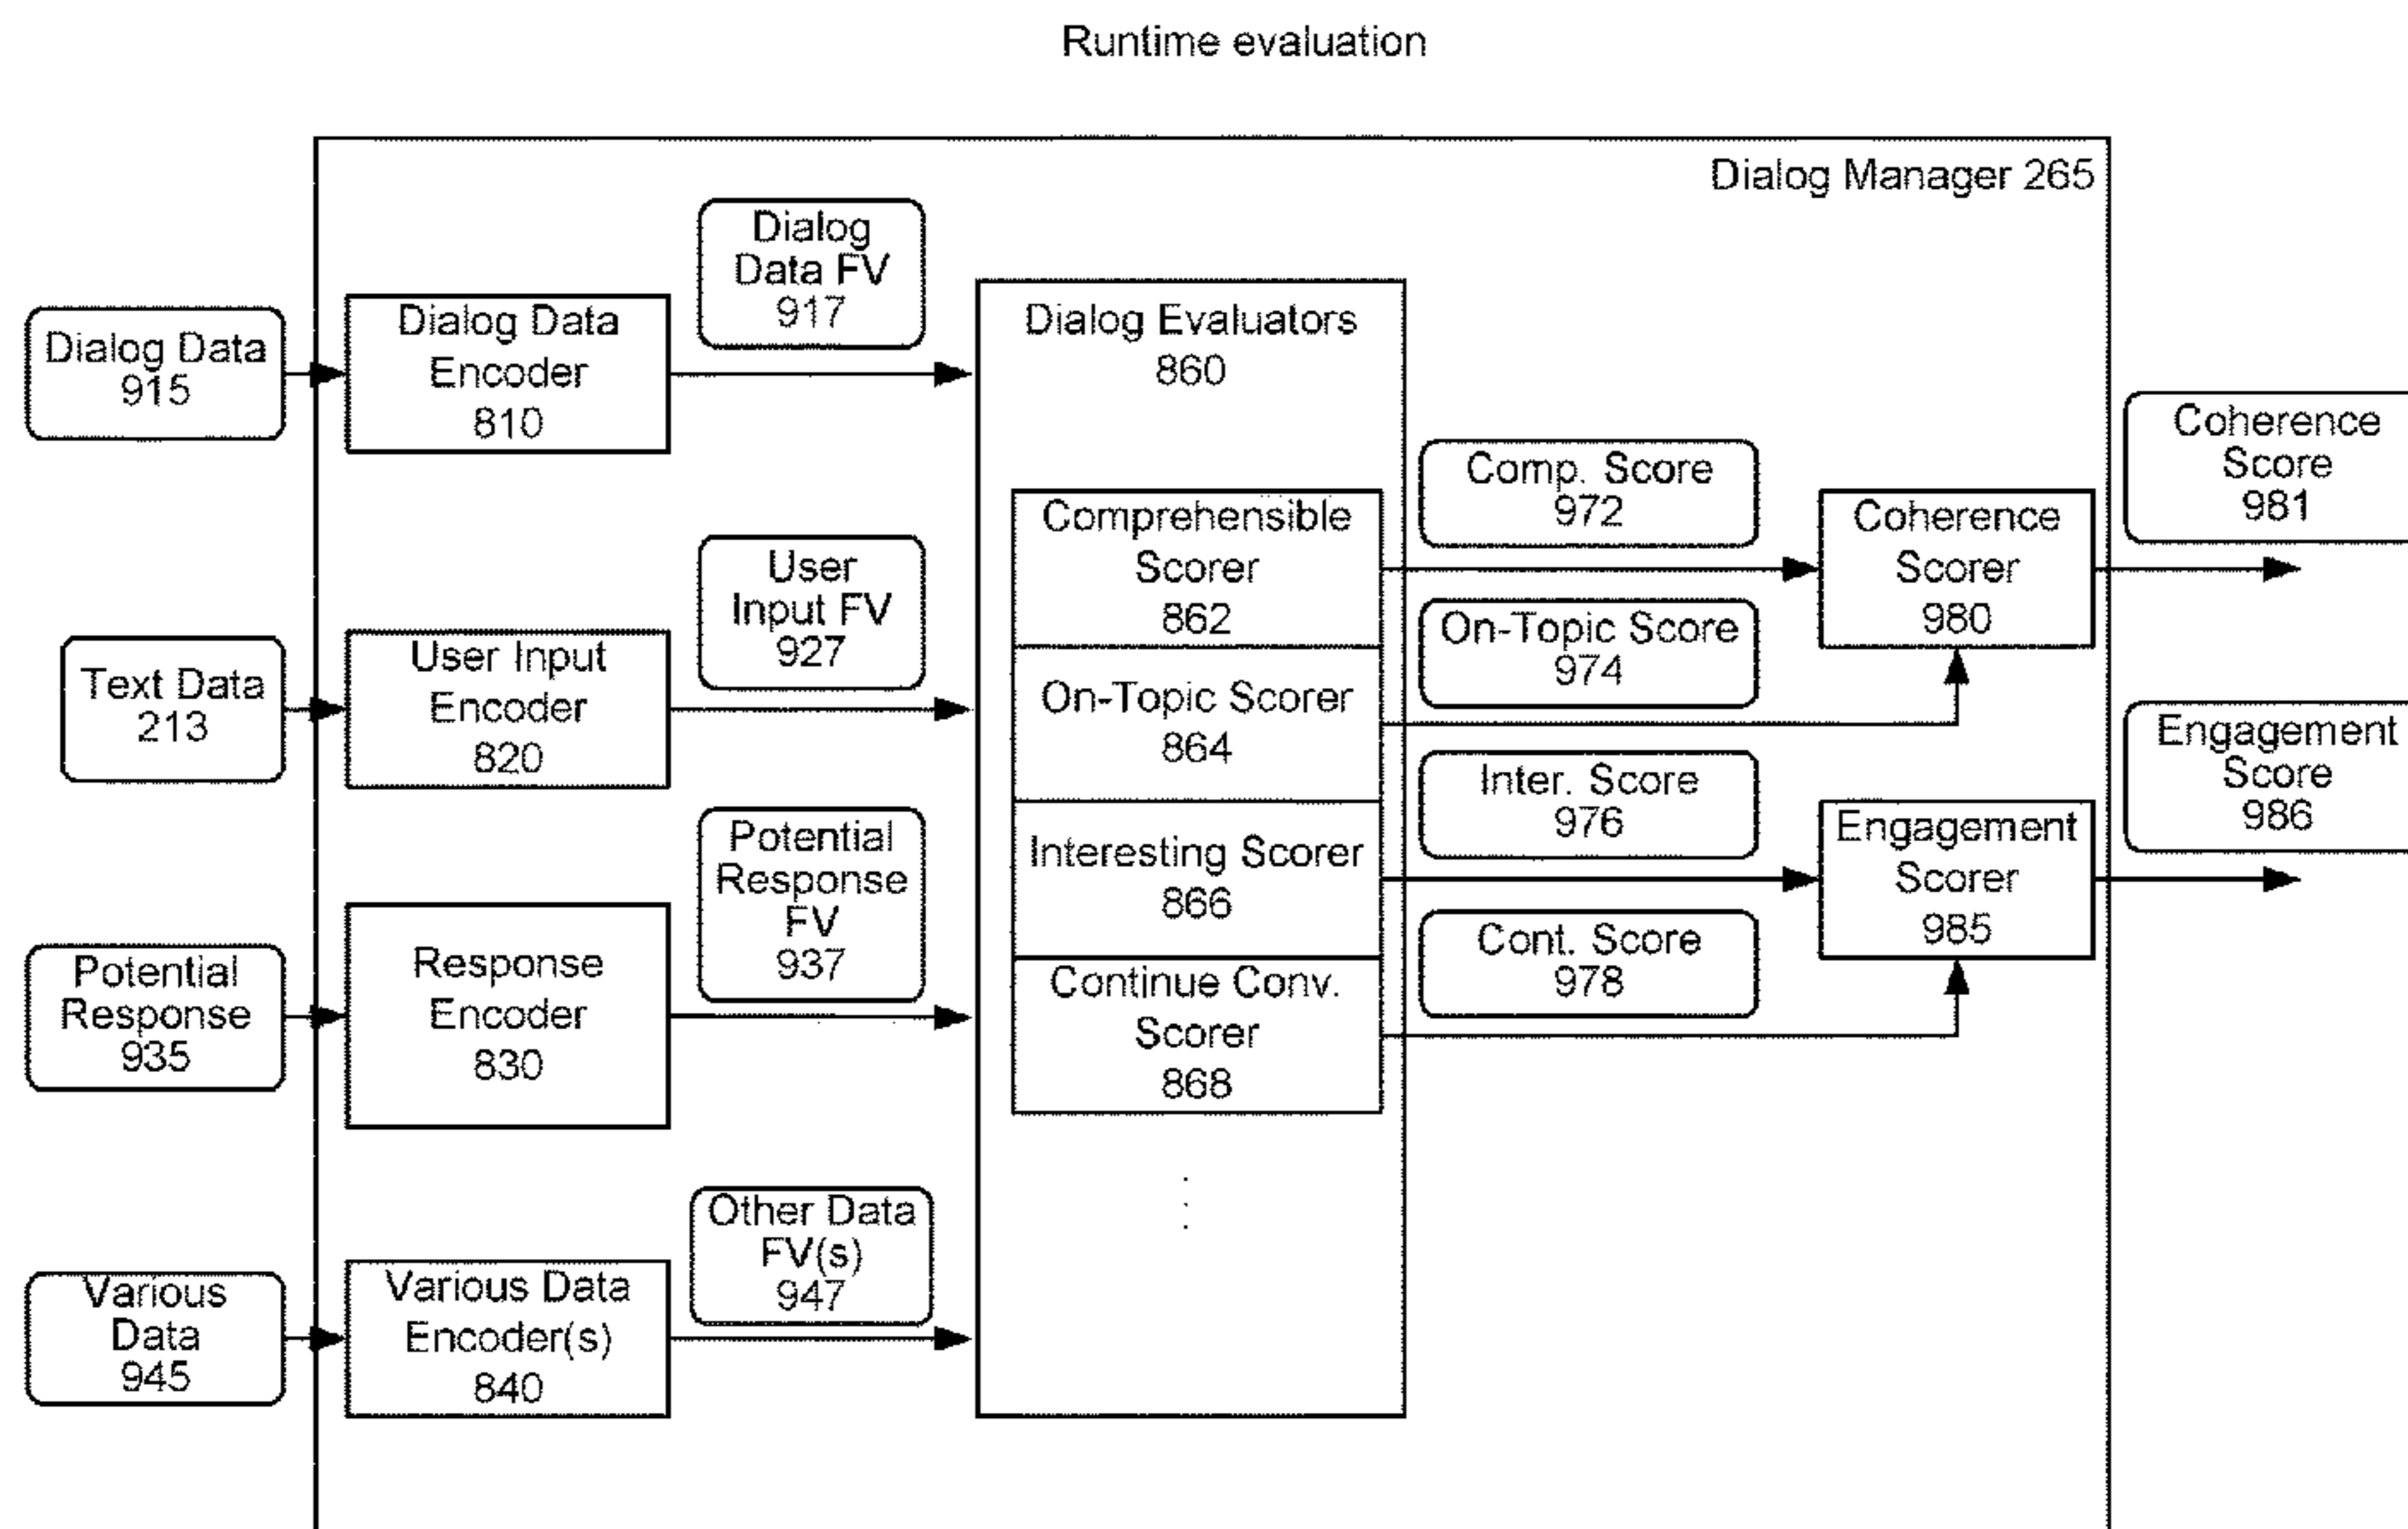 Runtime evaluation
Dialog Manager 265
Dialog Data
915
Dialog Data
Encoder
810
Dialog
Data FV
917
Text Data
213
User Input
Encoder
820
User
Input FV
927
Potential
Response
935
Response
Encoder
830
Potential
Response
FV
937
Various
Data
945
Various Data
Encoder(s)
840
Other Data
FV(s)
947
Dialog Evaluators
860
Comprehensible
Scorer
862
On-Topic Scorer
864
Interesting Scorer
866
Continue Conv.
Scorer
868
Comp. Score
972
On-Topic Score
974
Inter. Score
976
Cont. Score
978
Coherence
Scorer
980
Engagement
Scorer
985
Coherence
Score
981
Engagement
Score
986